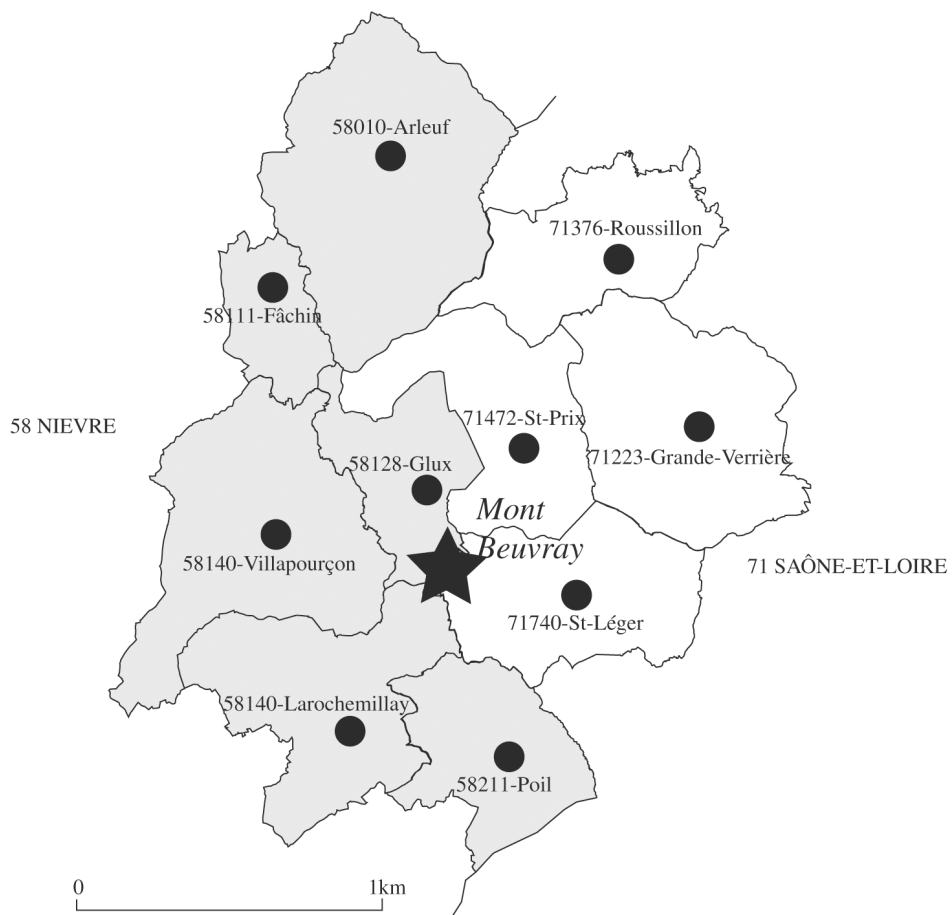 58010-Arleuf
71376-Roussillon
58111-Fâchin
58 NIEVRE
71472-St-Prix
58128-Glux
71223-Grande-Verrière
Mont
Beuvray
58140-Villapourçon
71 SAÔNE-ET-LOIRE
71740-St-Léger
58140-Larochemillay
58211-Poil
0
1km